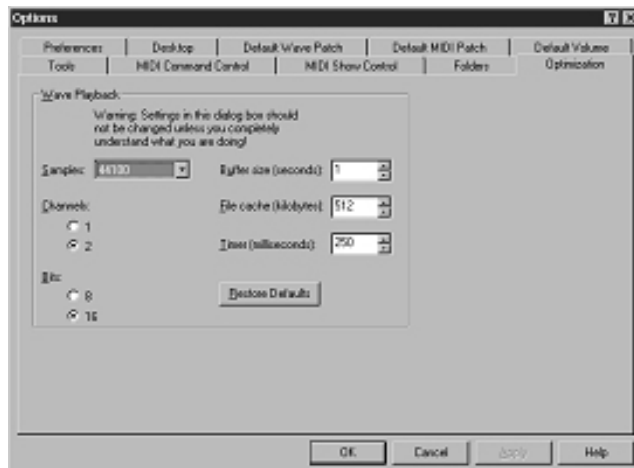 Options
Preferences Desktop Default Wave Patch Default MIDI Patch Default Volume
Tools MIDI Command Control MIDI Show Control Folders Optimization
Wave Playback
Warning: Settings in this dialog box should
not be changed unless you completely
understand what you are doing!
Samples: 44100 Buffer size (seconds): 1
Channels: File cache (kilobytes): 512
1
2 Timer (milliseconds): 250
Bits:
8 Restore Defaults
16
OK Cancel Apply Help